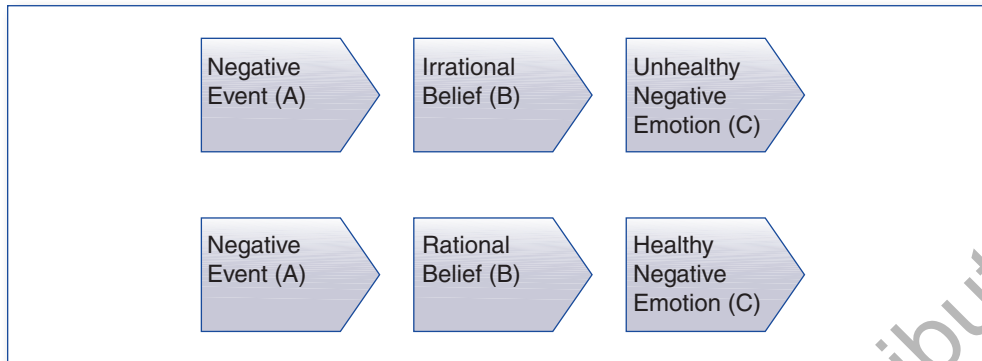 Negative
Event (A)
Irrational
Belief (B)
Unhealthy
Negative
Emotion (C)
Negative
Event (A)
Rational
Belief (B)
Healthy
Negative
Emotion (C)